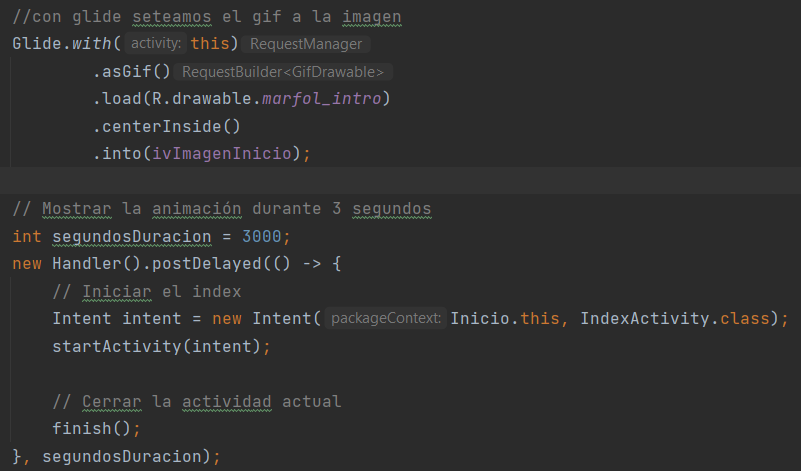 //con glide seteamos el gif a la imagen
Glide.with( activity: this) RequestManager
.asGif() RequestBuilder<GifDrawable>
.load(R.drawable.marfol_intro)
.centerInside()
.into(ivImagenInicio);
// Mostrar la animación durante 3 segundos
int segundosDuracion = 3000;
new Handler().postDelayed(() -> {
// Iniciar el index
Intent intent = new Intent( packageContext: Inicio.this, IndexActivity.class);
startActivity(intent);
// Cerrar la actividad actual
finish();
}, segundosDuracion);